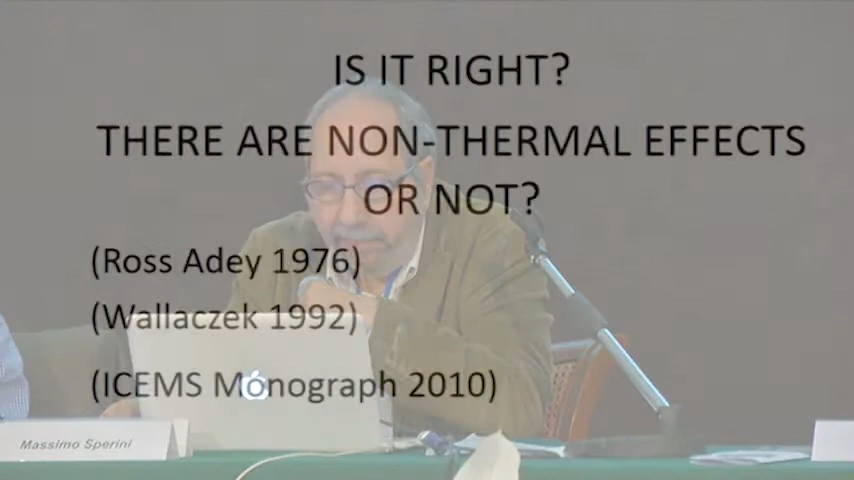 IS IT RIGHT?
THERE ARE NON-THERMAL EFFECTS
OR NOT?
(Ross Adey 1976)
(Wallaczek 1992)
(ICEMS Monograph 2010)
Massimo Sperini